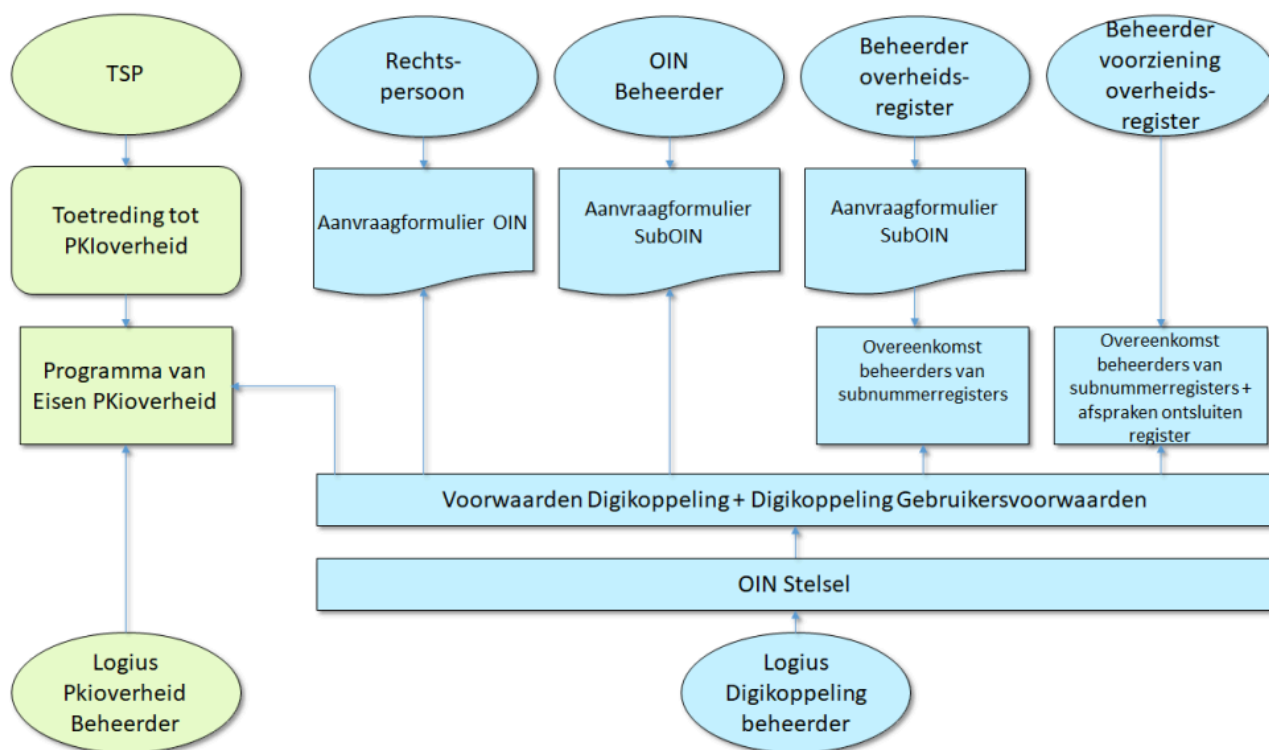 TSP
Rechts-
persoon
OIN
Beheerder
Beheerder
overheids-
register
Beheerder
voorziening
overheids-
register
Toetreding tot
PKIoverheid
Aanvraagformulier OIN
Aanvraagformulier
SubOIN
Aanvraagformulier
SubOIN
Programma van
Eisen PKioverheid
Overeenkomst
beheerders van
subnummerregisters
Overeenkomst
beheerders van
subnummerregisters +
afspraken ontsluiten
register
Voorwaarden Digikoppeling + Digikoppeling Gebruikersvoorwaarden
OIN Stelsel
Logius
Pkioverheid
Beheerder
Logius
Digikoppeling
beheerder